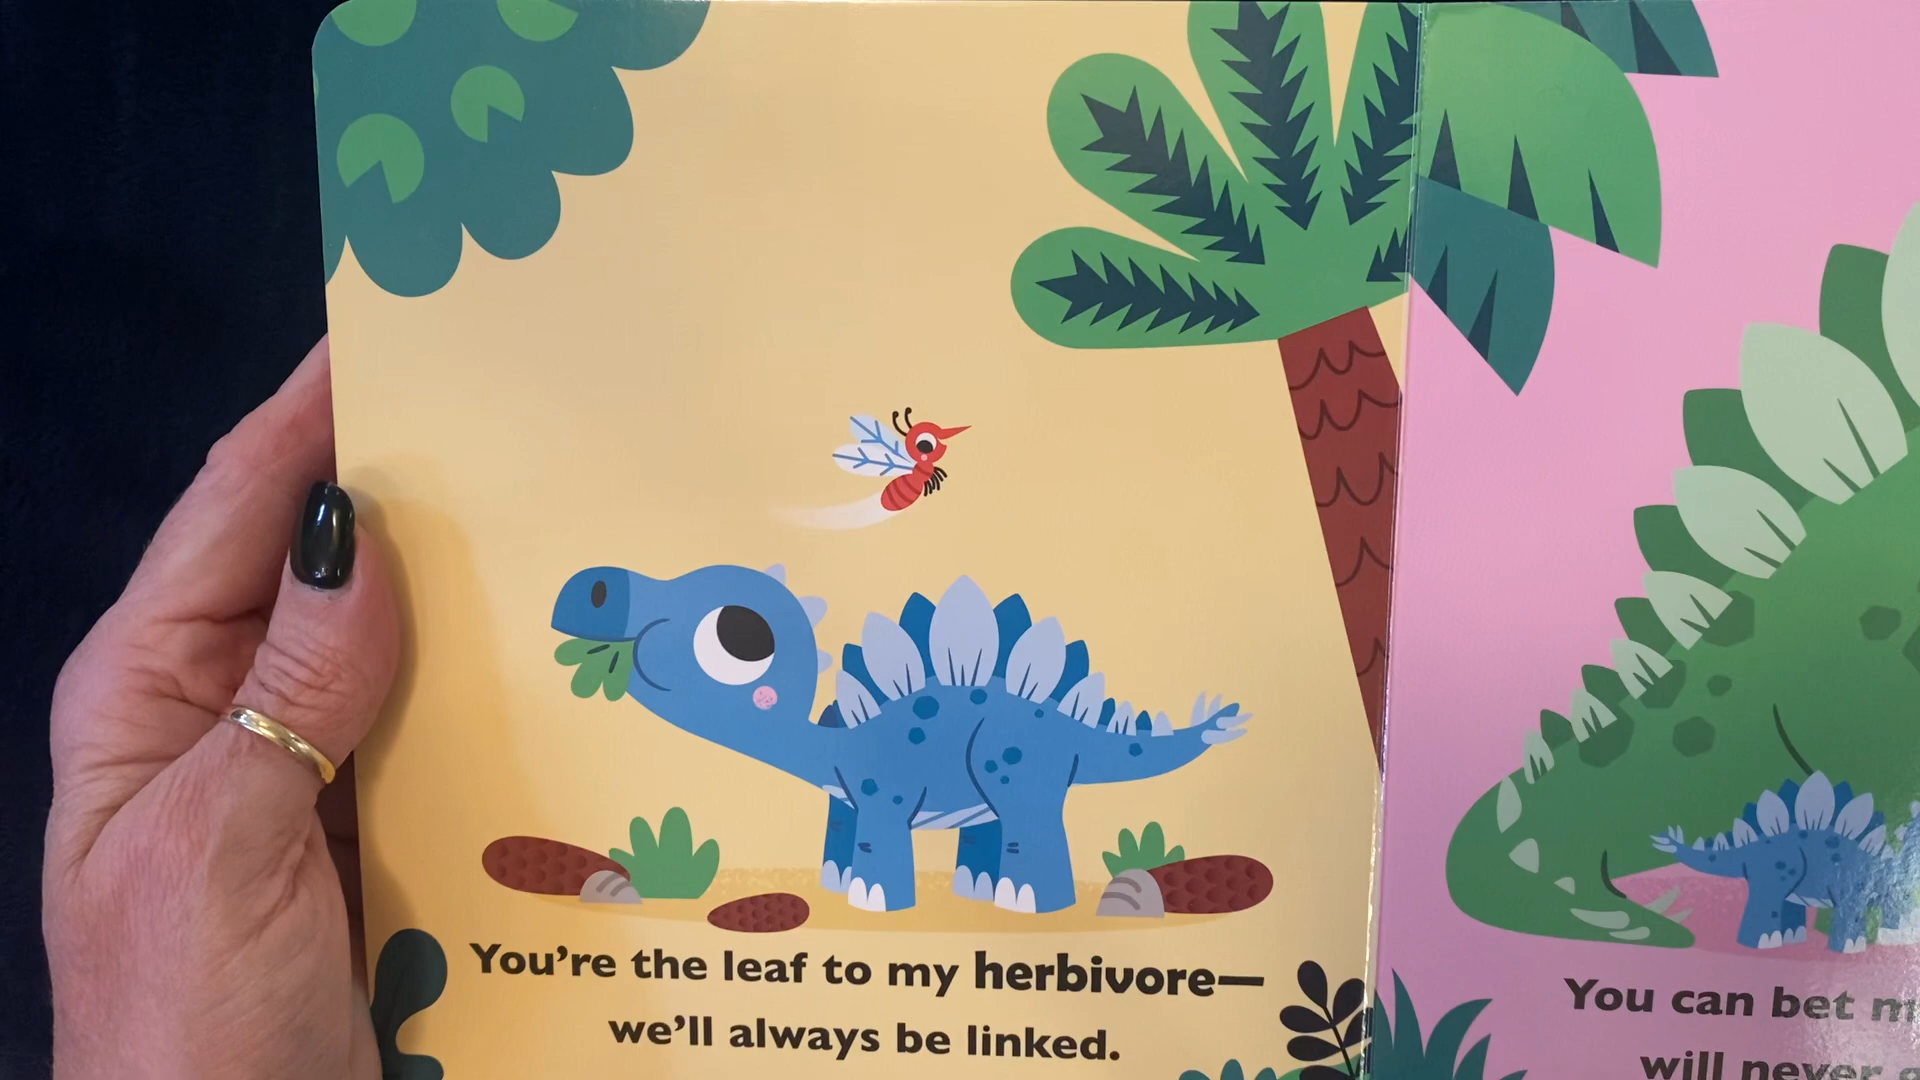 You're the leaf to my herbivore—
we'll always be linked.
You can bet
will never